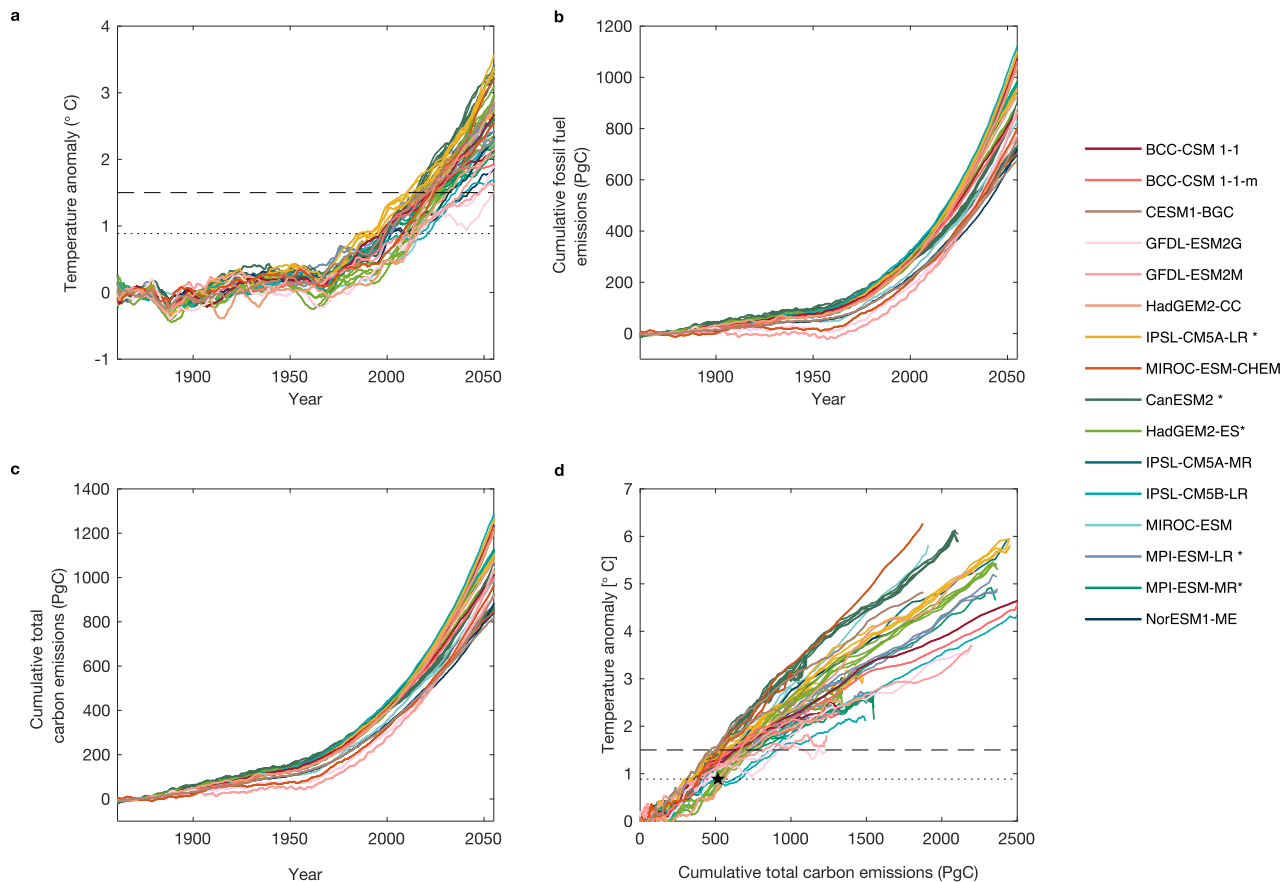 a
4
3
2
1
0
-1
Temperature anomaly (° C)
1900
1950
2000
2050
Year
b
1200
1000
800
600
400
200
0
Cumulative fossil fuel
emissions (PgC)
1900
1950
2000
2050
Year
c
1400
1200
1000
800
600
400
200
0
Cumulative total
carbon emissions (PgC)
1900
1950
2000
2050
Year
d
7
6
5
4
3
2
1
0
Temperature anomaly [° C]
0
500
1000
1500
2000
2500
Cumulative total carbon emissions (PgC)
BCC-CSM 1-1
BCC-CSM 1-1-m
CESM1-BGC
GFDL-ESM2G
GFDL-ESM2M
HadGEM2-CC
IPSL-CM5A-LR *
MIROC-ESM-CHEM
CanESM2 *
HadGEM2-ES*
IPSL-CM5A-MR
IPSL-CM5B-LR
MIROC-ESM
MPI-ESM-LR *
MPI-ESM-MR*
NorESM1-ME